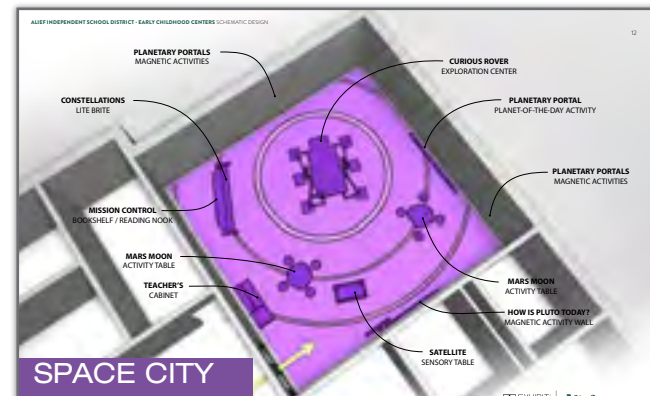 ALIEF INDEPENDENT SCHOOL DISTRICT - EARLY CHILDHOOD CENTERS SCHEMATIC DESIGN
12
PLANETARY PORTALS
MAGNETIC ACTIVITIES
CURIOUS ROVER
EXPLORATION CENTER
CONSTELLATIONS
LITE BRITE
PLANETARY PORTAL
PLANET-OF-THE-DAY ACTIVITY
PLANETARY PORTALS
MAGNETIC ACTIVITIES
MISSION CONTROL
BOOKSHELF / READING NOOK
MARS MOON
ACTIVITY TABLE
TEACHER'S
CABINET
MARS MOON
ACTIVITY TABLE
HOW IS PLUTO TODAY?
MAGNETIC ACTIVITY WALL
SATELLITE
SENSORY TABLE
SPACE CITY